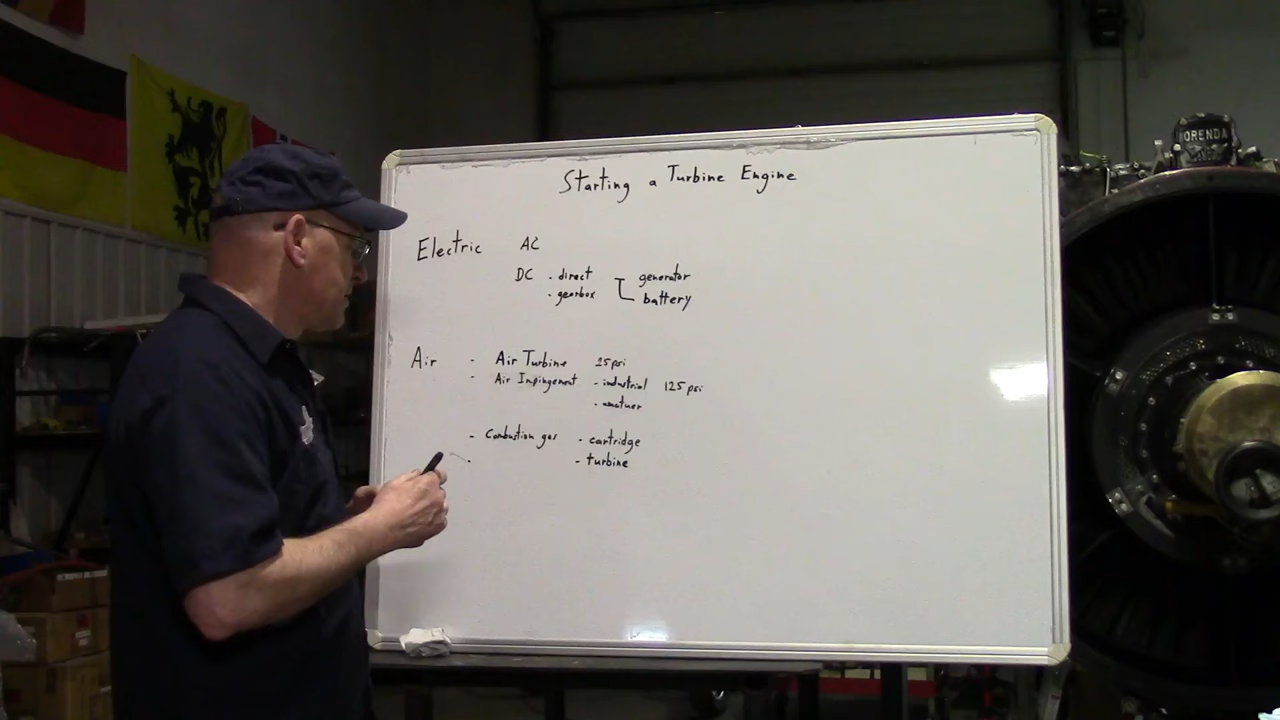 Starting a Turbine Engine
Electric AC
DC - direct generator
- gearbox battery
Air - Air Turbine 25 psi
- Air Impingement - industrial 125 psi
- amatuer
- Combustion gas - cartridge
- - turbine
ORENDA